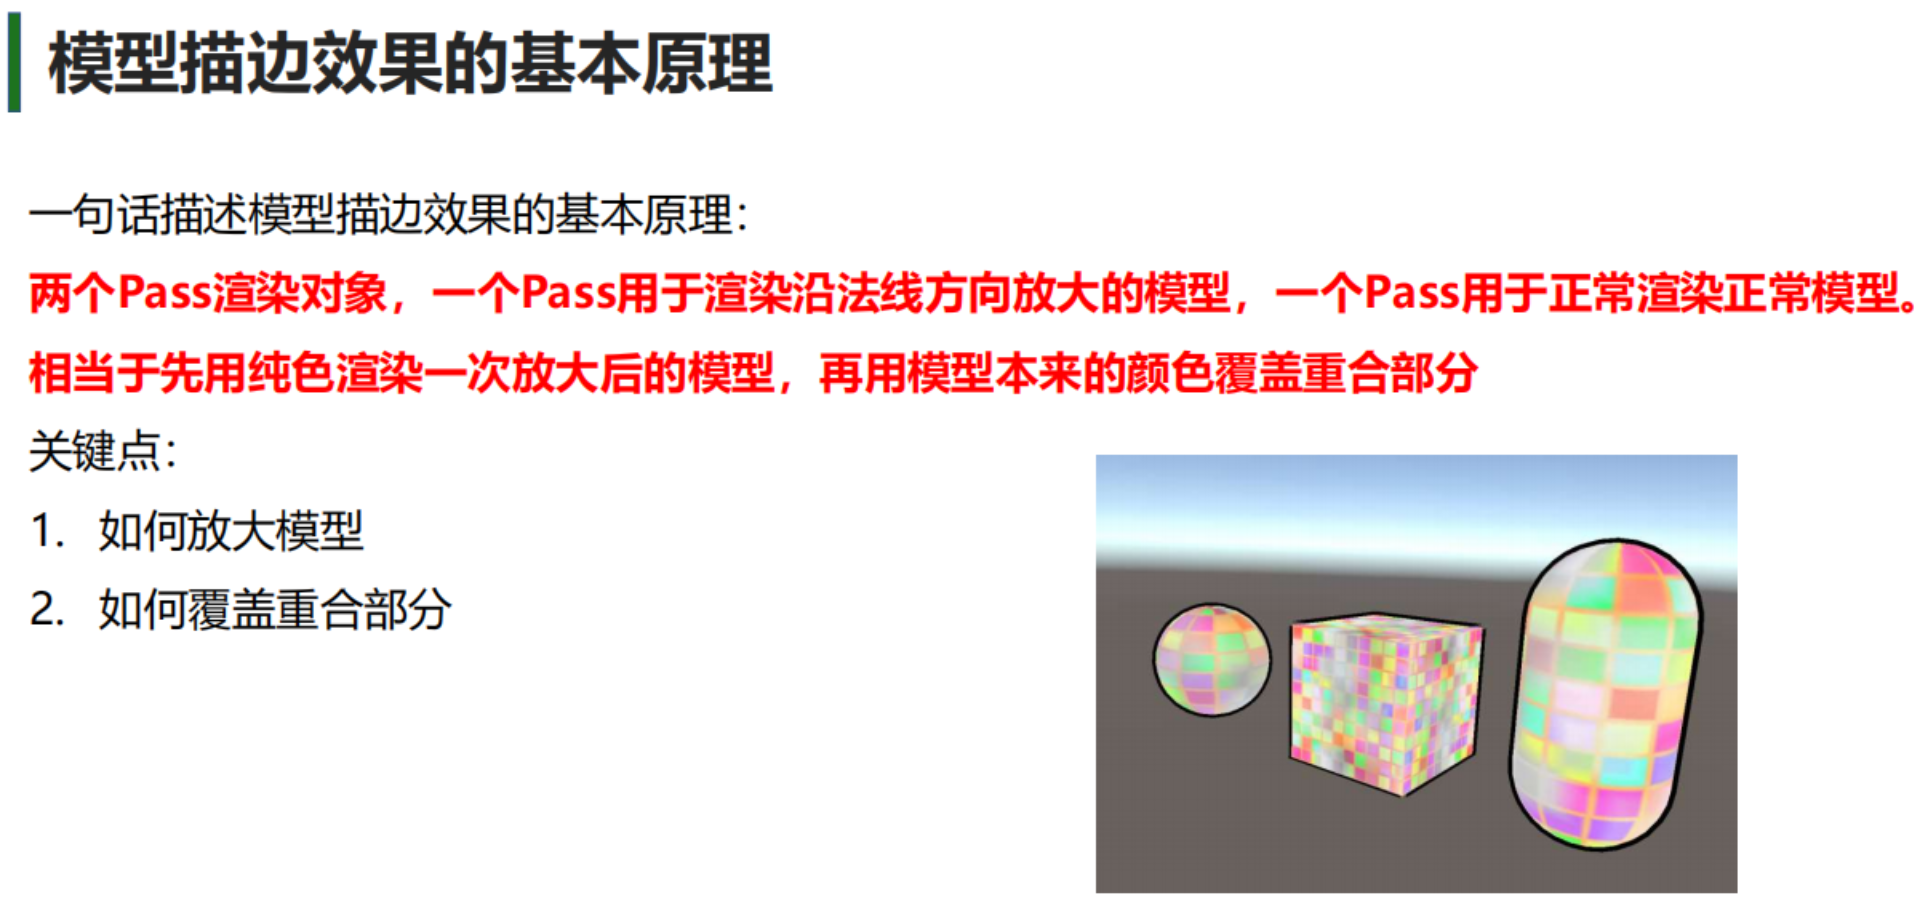 模型描边效果的基本原理
一句话描述模型描边效果的基本原理：
两个Pass渲染对象，一个Pass用于渲染沿法线方向放大的模型，一个Pass用于正常渲染正常模型。
相当于先用纯色渲染一次放大后的模型，再用模型本来的颜色覆盖重合部分
关键点：
1. 如何放大模型
2. 如何覆盖重合部分